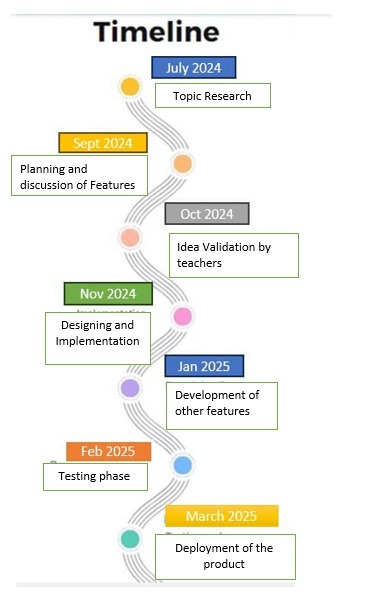 Timeline
July 2024
Topic Research
Sept 2024
Planning and
discussion of Features
Oct 2024
Idea Validation by
teachers
Nov 2024
Designing and
Implementation
Jan 2025
Development of
other features
Feb 2025
Testing phase
March 2025
Deployment of the
product